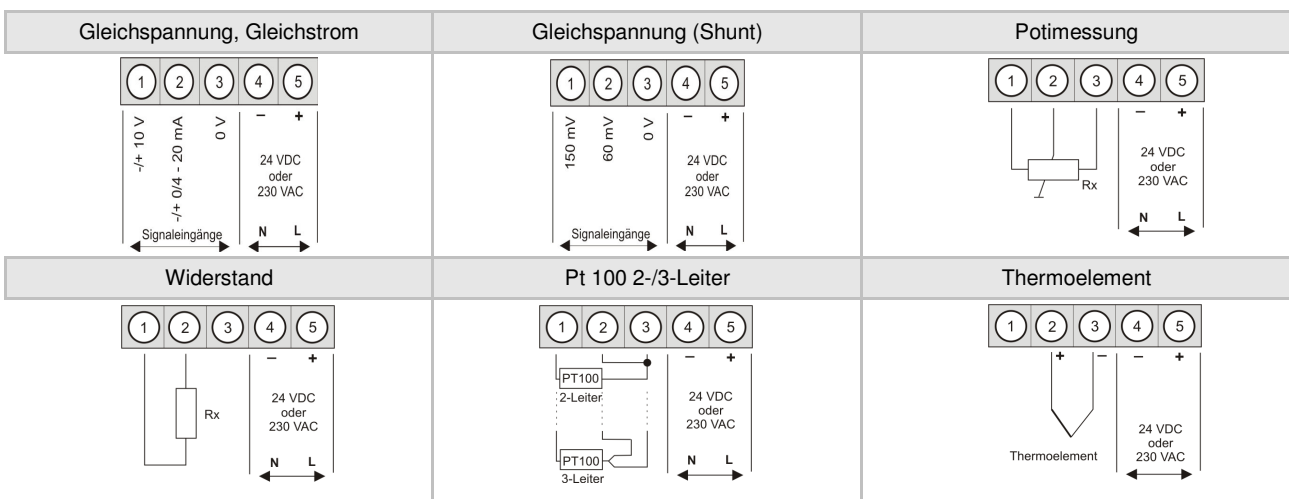 Gleichspannung, Gleichstrom
1 2 3 4 5
-/+ 10 V
-/+ 0/4 - 20 mA
0 V
– +
24 VDC
oder
230 VAC
Signaleingänge
N L
Gleichspannung (Shunt)
1 2 3 4 5
150 mV
60 mV
0 V
– +
24 VDC
oder
230 VAC
Signaleingänge
N L
Potimessung
1 2 3 4 5
– +
Rx
24 VDC
oder
230 VAC
N L
Widerstand
1 2 3 4 5
– +
Rx
24 VDC
oder
230 VAC
N L
Pt 100 2-/3-Leiter
1 2 3 4 5
– +
PT100
2-Leiter
24 VDC
oder
230 VAC
PT100
3-Leiter
N L
Thermoelement
1 2 3 4 5
+ – – +
Thermoelement
24 VDC
oder
230 VAC